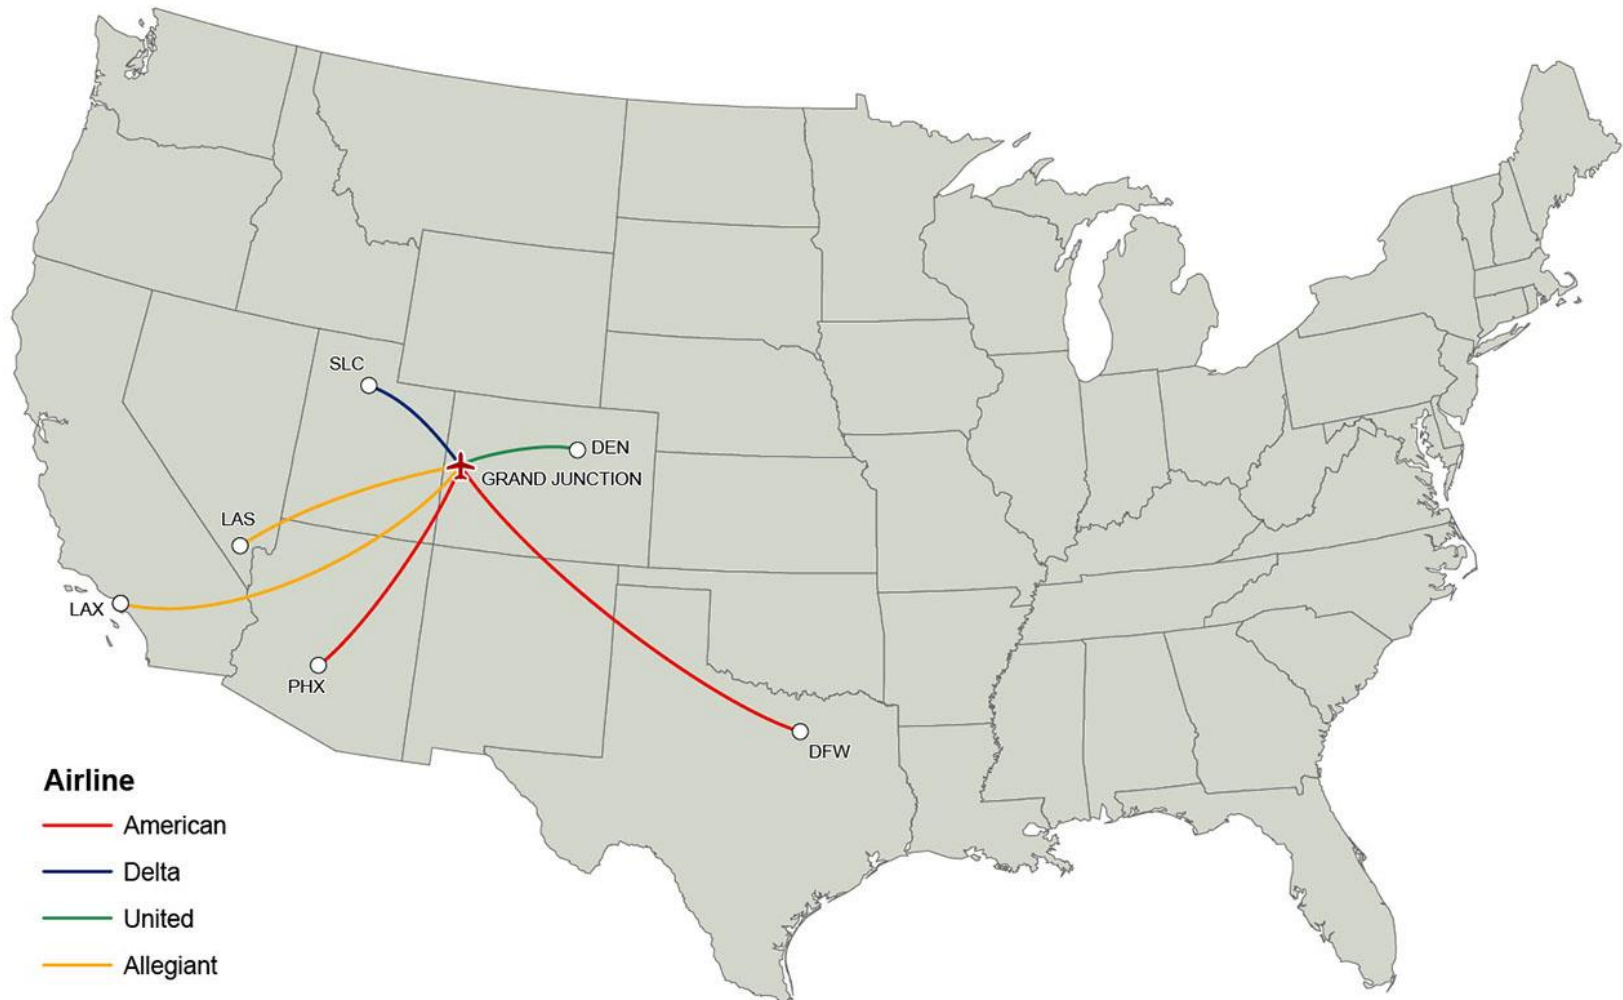 SLC
DEN
GRAND JUNCTION
LAS
LAX
PHX
DFW
Airline
American
Delta
United
Allegiant